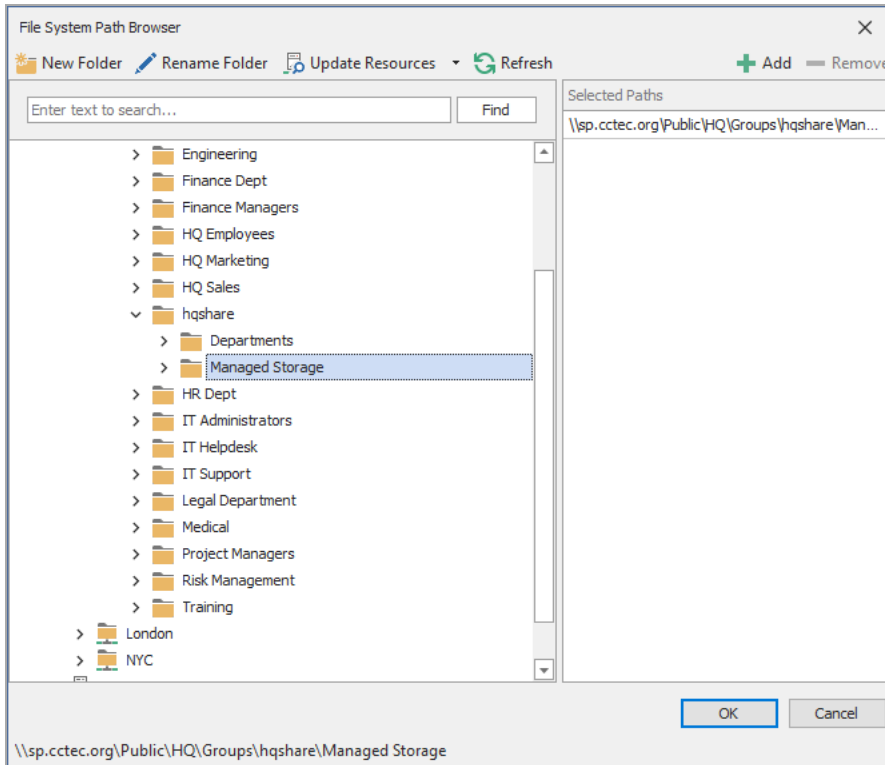 File System Path Browser
New Folder Rename Folder Update Resources Refresh Add Remove
Enter text to search... Find
Selected Paths
\\sp.cctec.org\Public\HQ\Groups\hqshare\Man...
Engineering
Finance Dept
Finance Managers
HQ Employees
HQ Marketing
HQ Sales
hqshare
Departments
Managed Storage
HR Dept
IT Administrators
IT Helpdesk
IT Support
Legal Department
Medical
Project Managers
Risk Management
Training
London
NYC
OK Cancel
\\sp.cctec.org\Public\HQ\Groups\hqshare\Managed Storage